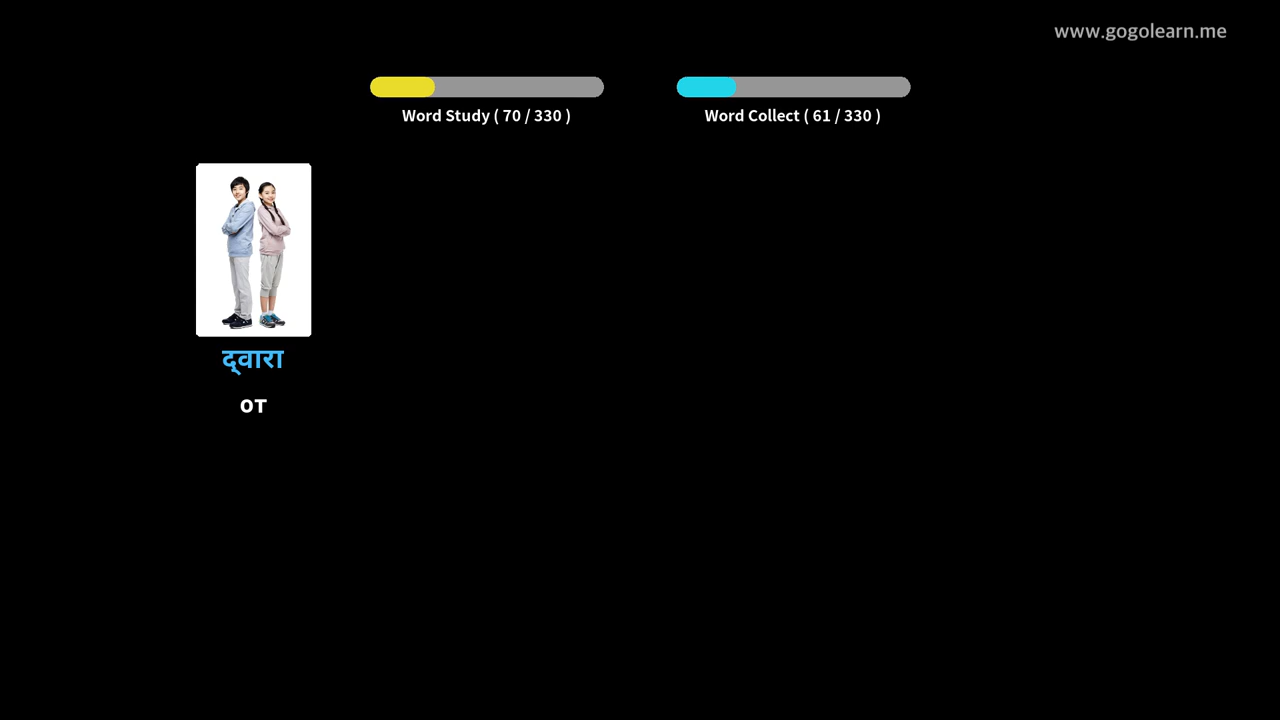 www.gogolearn.me
Word Study ( 70 / 330 )
Word Collect ( 61 / 330 )
द्वारा
от